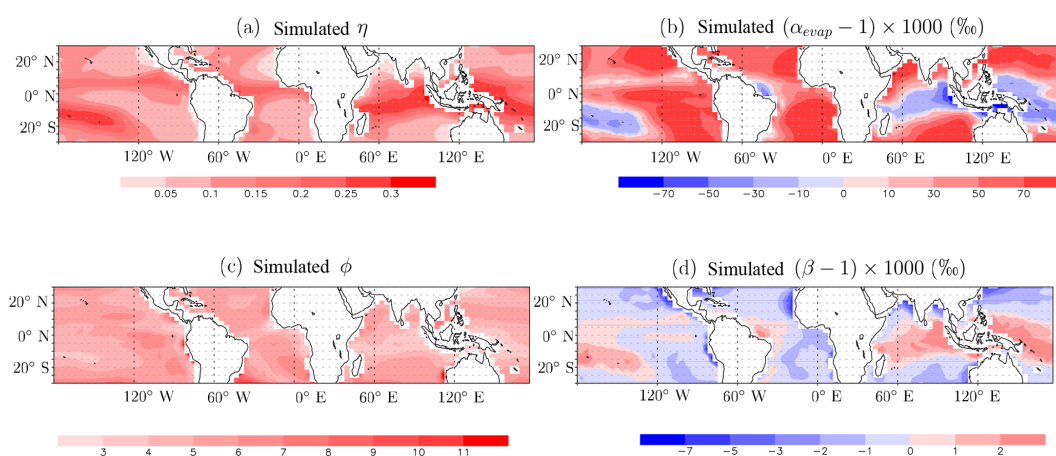 (a) Simulated η
20° N
0° N
20° S
120° W 60° W 0° E 60° E 120° E
0.05 0.1 0.15 0.2 0.25 0.3
(b) Simulated (α_evap − 1) × 1000 (‰)
20° N
0° N
20° S
120° W 60° W 0° E 60° E 120° E
−70 −50 −30 −10 0 10 30 50 70
(c) Simulated ϕ
20° N
0° N
20° S
120° W 60° W 0° E 60° E 120° E
3 4 5 6 7 8 9 10 11
(d) Simulated (β − 1) × 1000 (‰)
20° N
0° N
20° S
120° W 60° W 0° E 60° E 120° E
−7 −5 −3 −2 −1 0 1 2